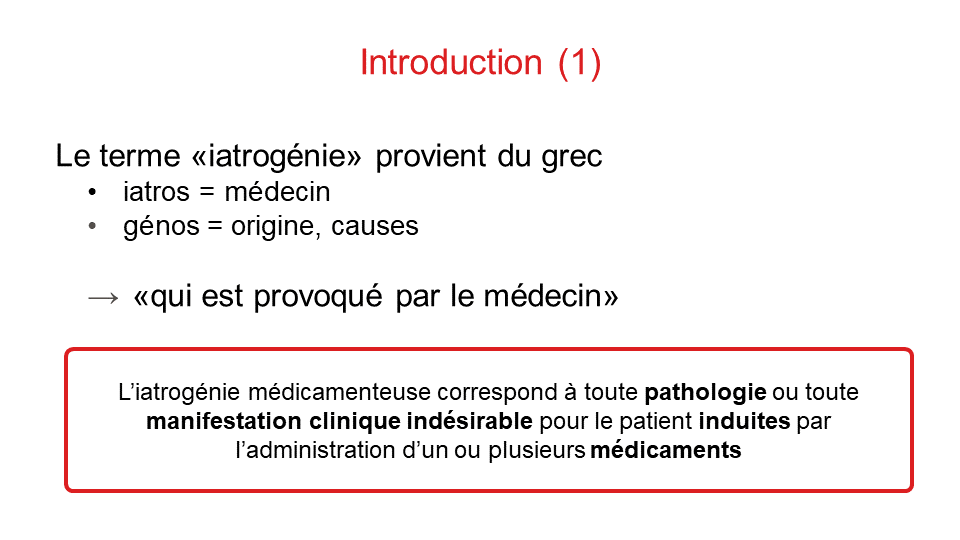 Introduction (1)
Le terme «iatrogénie» provient du grec
• iatros = médecin
• génos = origine, causes
→ «qui est provoqué par le médecin»
L’iatrogénie médicamenteuse correspond à toute pathologie ou toute
manifestation clinique indésirable pour le patient induites par
l’administration d’un ou plusieurs médicaments